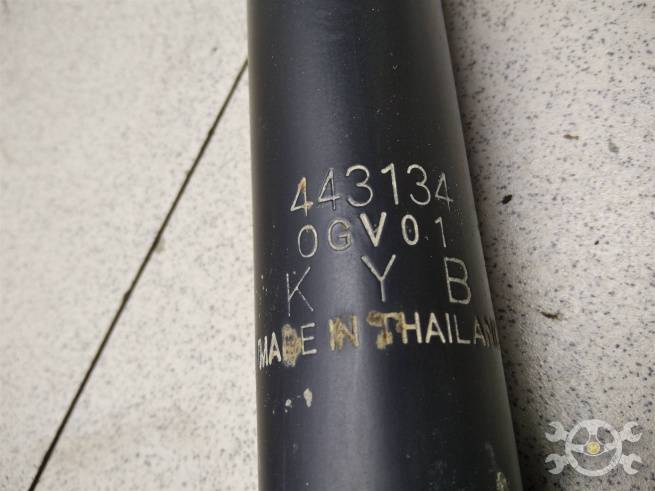 443134
0GV01
K Y B
MADE IN THAILAND